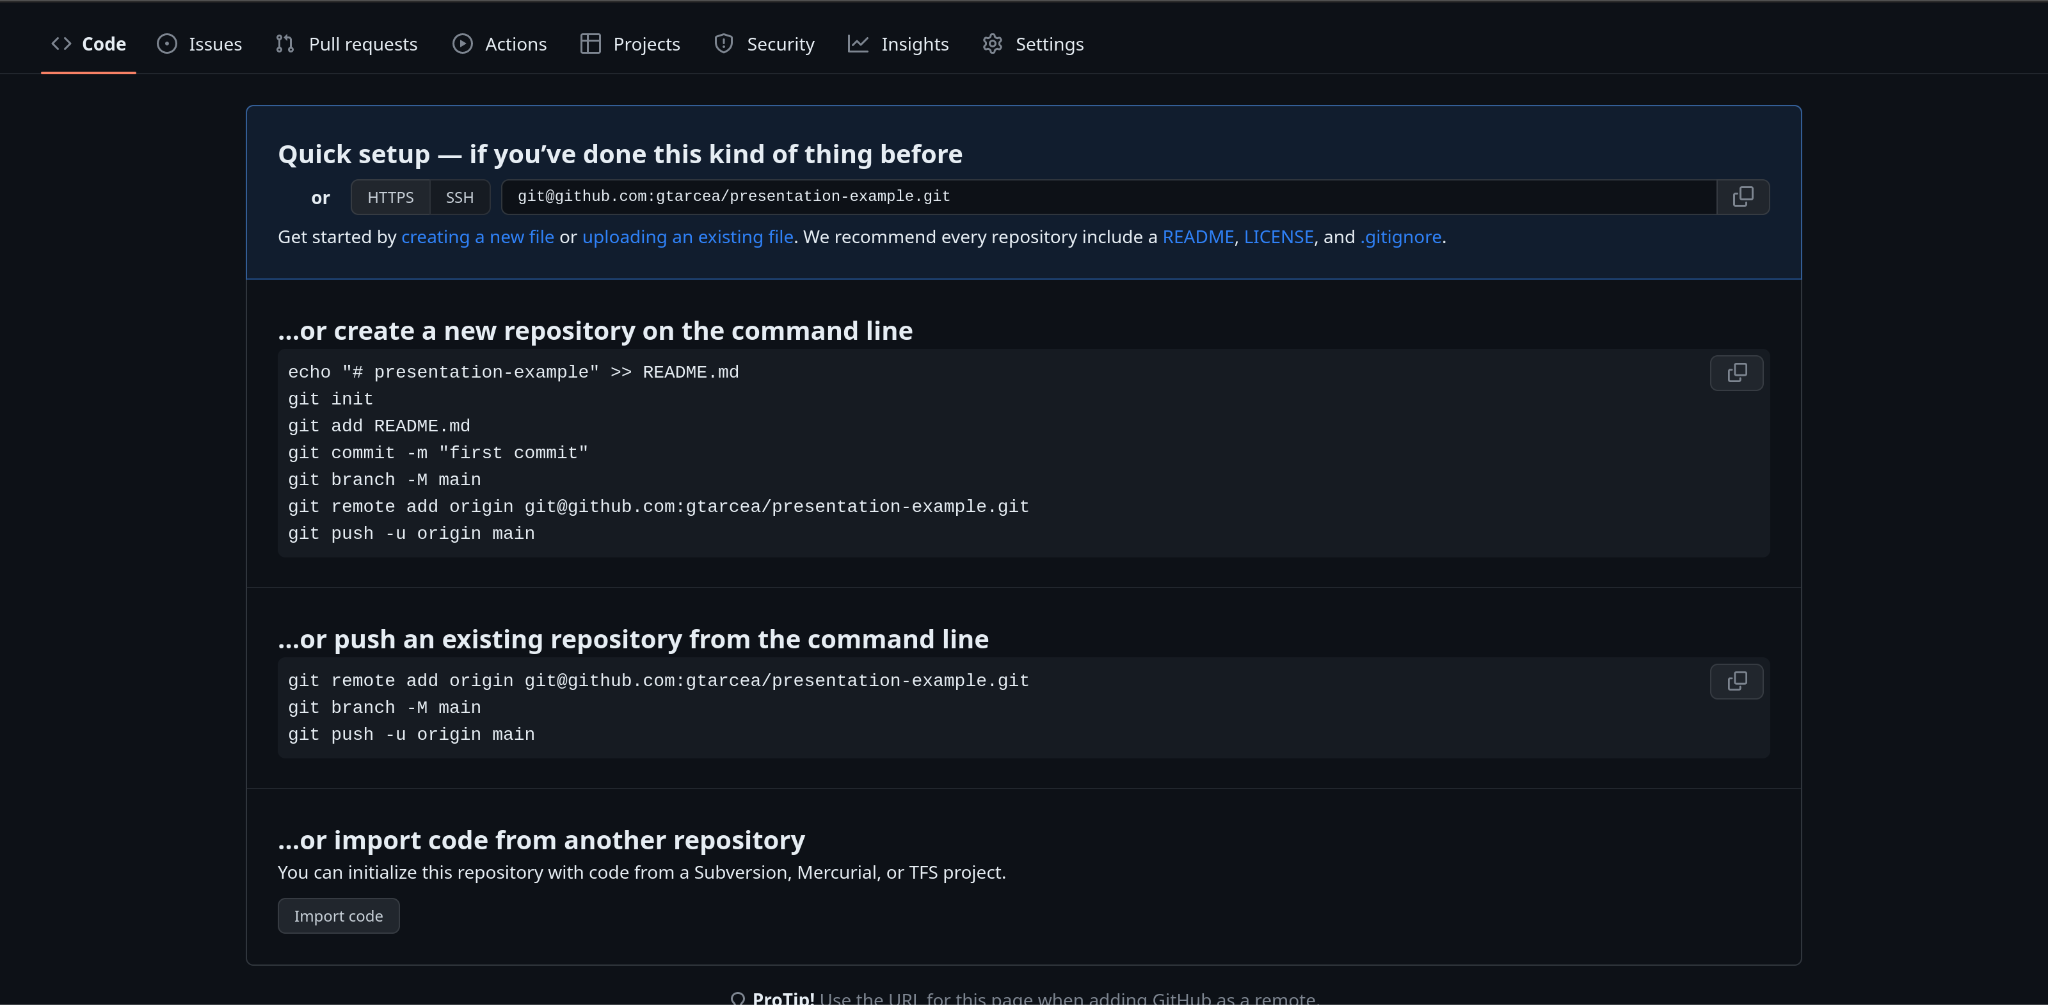 Code Issues Pull requests Actions Projects Security Insights Settings
Quick setup — if you’ve done this kind of thing before
or HTTPS SSH git@github.com:gtarcea/presentation-example.git
Get started by creating a new file or uploading an existing file. We recommend every repository include a README, LICENSE, and .gitignore.
…or create a new repository on the command line
echo "# presentation-example" >> README.md
git init
git add README.md
git commit -m "first commit"
git branch -M main
git remote add origin git@github.com:gtarcea/presentation-example.git
git push -u origin main
…or push an existing repository from the command line
git remote add origin git@github.com:gtarcea/presentation-example.git
git branch -M main
git push -u origin main
…or import code from another repository
You can initialize this repository with code from a Subversion, Mercurial, or TFS project.
Import code
ProTip! Use the URL for this page when adding GitHub as a remote.